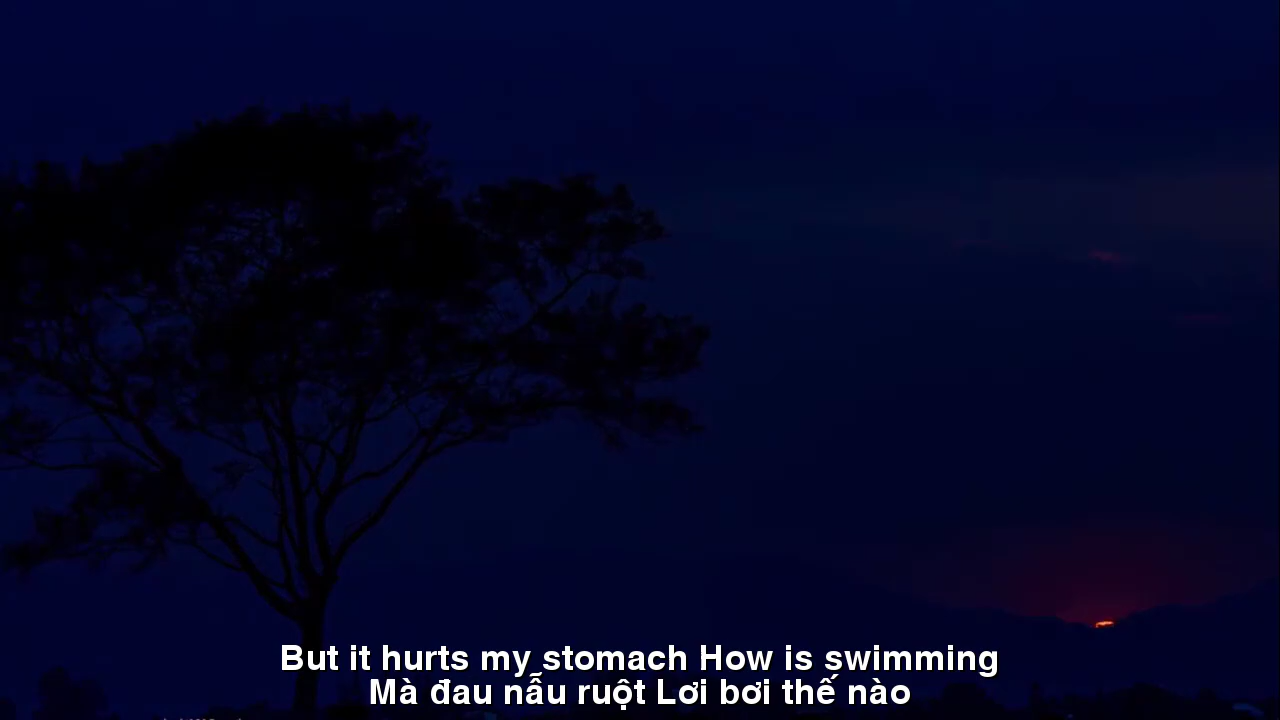 But it hurts my stomach How is swimming
Mà đau nẫu ruột Lơi bơi thế nào